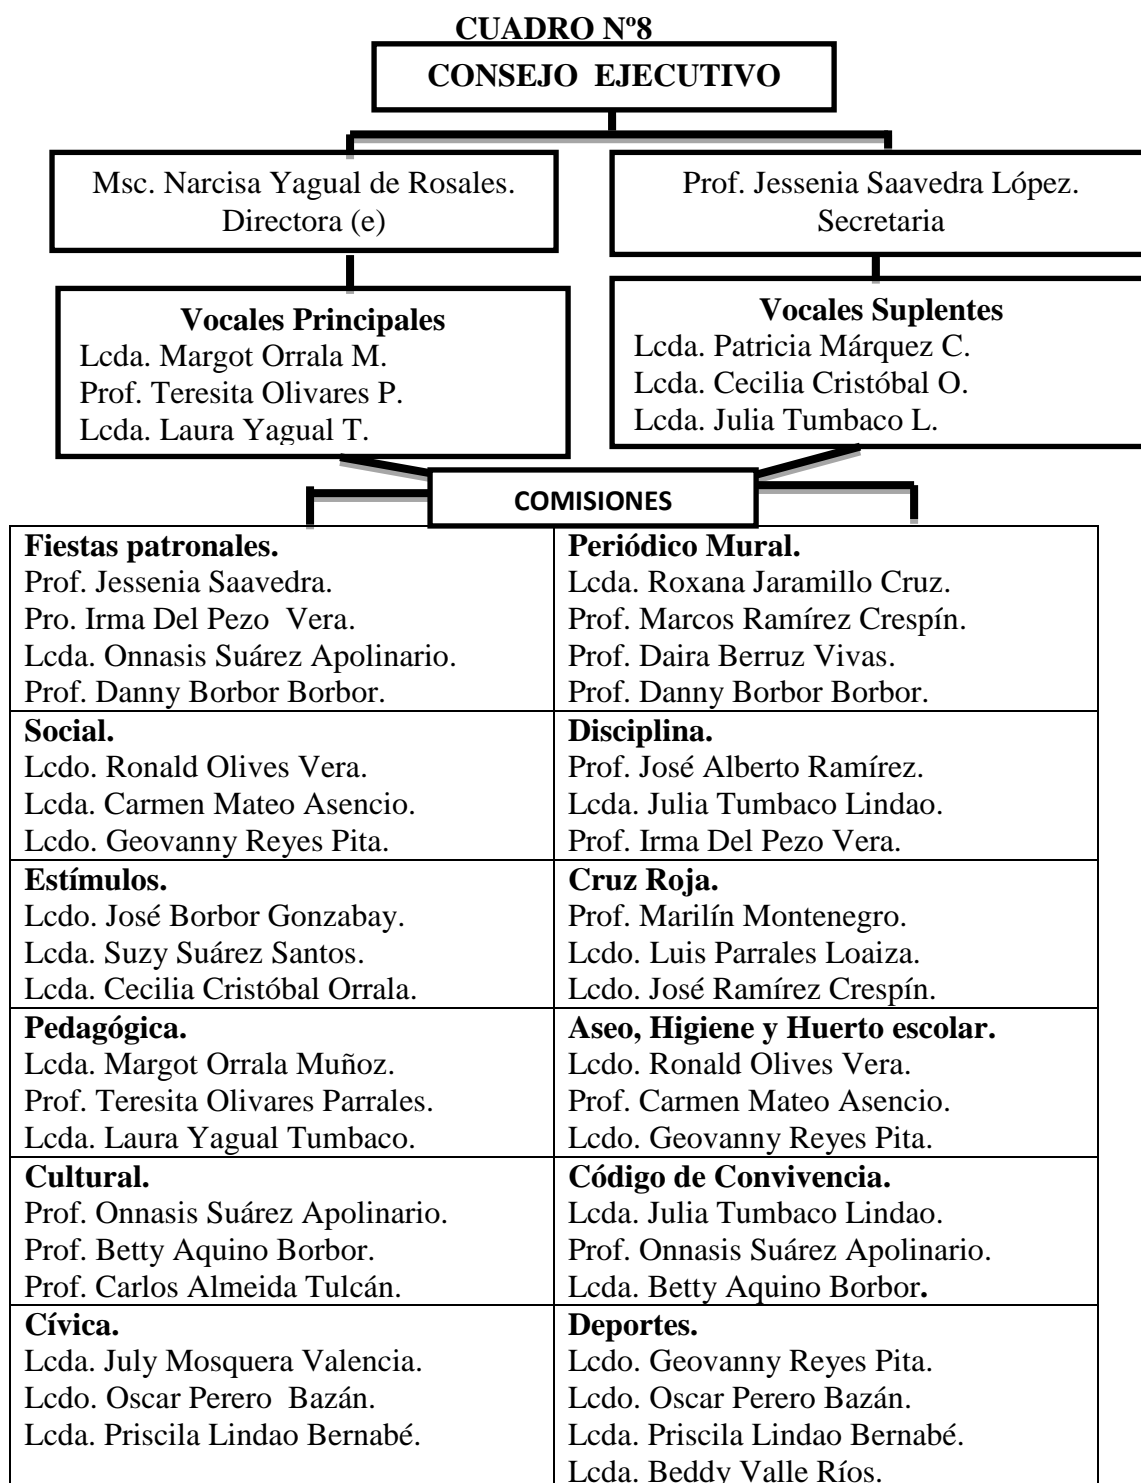 CUADRO Nº8
CONSEJO EJECUTIVO
Msc. Narcisa Yagual de Rosales.
Directora (e)
Prof. Jessenia Saavedra López.
Secretaria
Vocales Principales
Lcda. Margot Orrala M.
Prof. Teresita Olivares P.
Lcda. Laura Yagual T.
Vocales Suplentes
Lcda. Patricia Márquez C.
Lcda. Cecilia Cristóbal O.
Lcda. Julia Tumbaco L.
COMISIONES
Fiestas patronales.
Prof. Jessenia Saavedra.
Pro. Irma Del Pezo Vera.
Lcda. Onnasis Suárez Apolinario.
Prof. Danny Borbor Borbor.
Periódico Mural.
Lcda. Roxana Jaramillo Cruz.
Prof. Marcos Ramírez Crespín.
Prof. Daira Berruz Vivas.
Prof. Danny Borbor Borbor.
Social.
Lcdo. Ronald Olives Vera.
Lcda. Carmen Mateo Asencio.
Lcdo. Geovanny Reyes Pita.
Disciplina.
Prof. José Alberto Ramírez.
Lcda. Julia Tumbaco Lindao.
Prof. Irma Del Pezo Vera.
Estímulos.
Lcdo. José Borbor Gonzabay.
Lcda. Suzy Suárez Santos.
Lcda. Cecilia Cristóbal Orrala.
Cruz Roja.
Prof. Marilín Montenegro.
Lcdo. Luis Parrales Loaiza.
Lcdo. José Ramírez Crespín.
Pedagógica.
Lcda. Margot Orrala Muñoz.
Prof. Teresita Olivares Parrales.
Lcda. Laura Yagual Tumbaco.
Aseo, Higiene y Huerto escolar.
Lcdo. Ronald Olives Vera.
Prof. Carmen Mateo Asencio.
Lcdo. Geovanny Reyes Pita.
Cultural.
Prof. Onnasis Suárez Apolinario.
Prof. Betty Aquino Borbor.
Prof. Carlos Almeida Tulcán.
Código de Convivencia.
Lcda. Julia Tumbaco Lindao.
Prof. Onnasis Suárez Apolinario.
Lcda. Betty Aquino Borbor.
Cívica.
Lcda. July Mosquera Valencia.
Lcdo. Oscar Perero Bazán.
Lcda. Priscila Lindao Bernabé.
Deportes.
Lcdo. Geovanny Reyes Pita.
Lcdo. Oscar Perero Bazán.
Lcda. Priscila Lindao Bernabé.
Lcda. Beddy Valle Ríos.